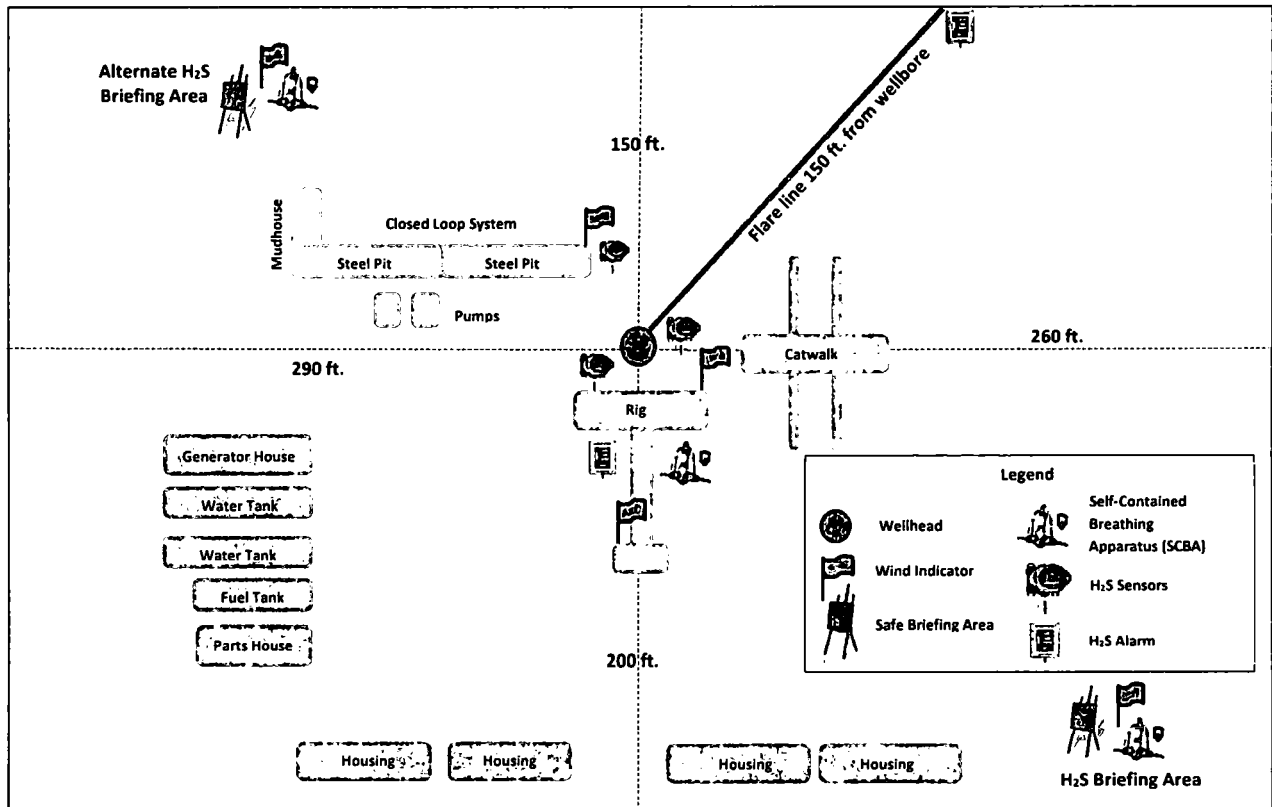 Alternate H₂S
Briefing Area
150 ft.
Flare line 150 ft. from wellbore
Mudhouse
Closed Loop System
Steel Pit
Steel Pit
Pumps
290 ft.
260 ft.
Catwalk
Rig
Generator House
Water Tank
Water Tank
Fuel Tank
Parts House
200 ft.
Legend
Wellhead
Wind Indicator
Safe Briefing Area
Self-Contained
Breathing
Apparatus (SCBA)
H₂S Sensors
H₂S Alarm
Housing
Housing
Housing
Housing
H₂S Briefing Area